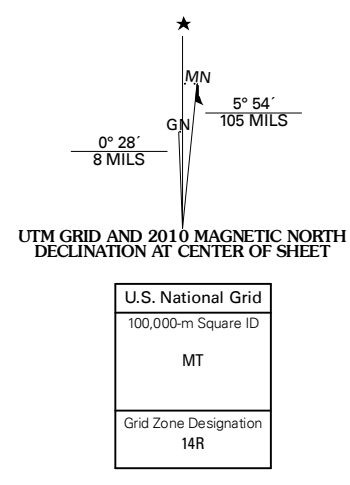 MN
GN
5° 54´
105 MILS
0° 28´
8 MILS
UTM GRID AND 2010 MAGNETIC NORTH
DECLINATION AT CENTER OF SHEET
U.S. National Grid
100,000-m Square ID
MT
Grid Zone Designation
14R